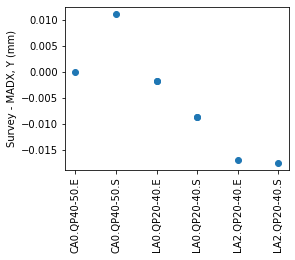 0.010
0.005
0.000
−0.005
−0.010
−0.015
Survey - MADX, Y (mm)
CA0.QP40-50.E
CA0.QP40-50.S
LA0.QP20-40.E
LA0.QP20-40.S
LA2.QP20-40.E
LA2.QP20-40.S